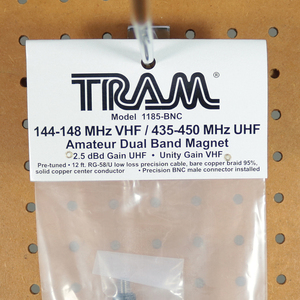 TRAM®
Model 1185-BNC
144-148 MHz VHF / 435-450 MHz UHF
Amateur Dual Band Magnet
2.5 dBd Gain UHF • Unity Gain VHF
Pre-tuned • 12 ft. RG-58/U low loss precision cable, bare copper braid 95%,
solid copper center conductor • Precision BNC male connector installed